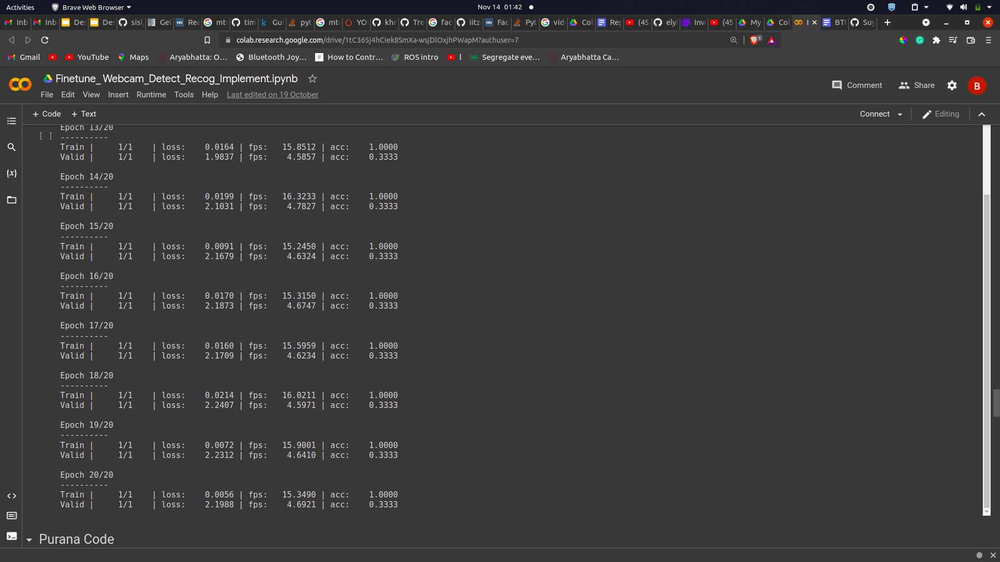 Activities Brave Web Browser Nov 14 01:42
Inb Inb Des Des sisl Get Rea mtc tim Gui pyt mtc YO khr Tro fac iitz Fac Pyt vid Col Rep (45 elyl Inve (45 My Col I BTI Suy
colab.research.google.com/drive/1tC365j4hCIek8SmXa-wsjDlOxjhPWapM?authuser=7 1
Gmail YouTube Maps Aryabhatta: O… Bluetooth Joy… How to Contr… ROS intro l Segregate eve… Aryabhatta Ca…
Finetune_ Webcam_Detect_Recog_Implement.ipynb
Comment Share B
File Edit View Insert Runtime Tools Help Last edited on 19 October
+ Code + Text Connect Editing
Epoch 13/20
[ ] ----------
Train | 1/1 | loss: 0.0164 | fps: 15.8512 | acc: 1.0000
Valid | 1/1 | loss: 1.9837 | fps: 4.5857 | acc: 0.3333
Epoch 14/20
----------
Train | 1/1 | loss: 0.0199 | fps: 16.3233 | acc: 1.0000
Valid | 1/1 | loss: 2.1031 | fps: 4.7827 | acc: 0.3333
Epoch 15/20
----------
Train | 1/1 | loss: 0.0091 | fps: 15.2450 | acc: 1.0000
Valid | 1/1 | loss: 2.1679 | fps: 4.6324 | acc: 0.3333
Epoch 16/20
----------
Train | 1/1 | loss: 0.0170 | fps: 15.3150 | acc: 1.0000
Valid | 1/1 | loss: 2.1873 | fps: 4.6747 | acc: 0.3333
Epoch 17/20
----------
Train | 1/1 | loss: 0.0160 | fps: 15.5959 | acc: 1.0000
Valid | 1/1 | loss: 2.1709 | fps: 4.6234 | acc: 0.3333
Epoch 18/20
----------
Train | 1/1 | loss: 0.0214 | fps: 16.0211 | acc: 1.0000
Valid | 1/1 | loss: 2.2407 | fps: 4.5971 | acc: 0.3333
Epoch 19/20
----------
Train | 1/1 | loss: 0.0072 | fps: 15.9001 | acc: 1.0000
Valid | 1/1 | loss: 2.2312 | fps: 4.6410 | acc: 0.3333
Epoch 20/20
----------
Train | 1/1 | loss: 0.0056 | fps: 15.3490 | acc: 1.0000
Valid | 1/1 | loss: 2.1988 | fps: 4.6921 | acc: 0.3333
Purana Code